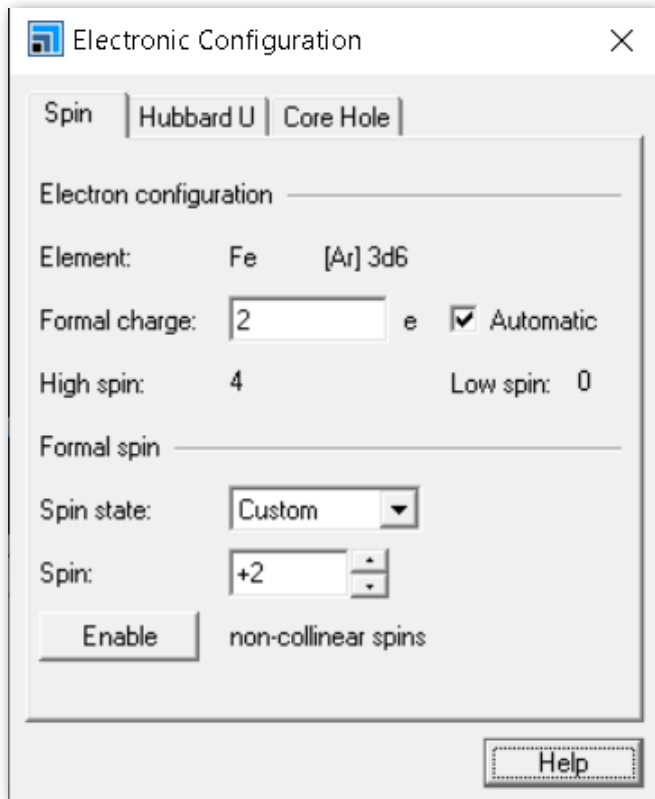 Electronic Configuration
Spin Hubbard U Core Hole
Electron configuration
Element: Fe [Ar] 3d6
Formal charge: 2 e Automatic
High spin: 4 Low spin: 0
Formal spin
Spin state: Custom
Spin: +2
Enable non-collinear spins
Help